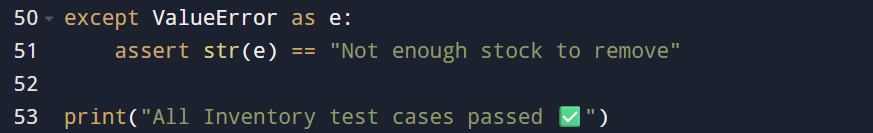 50 except ValueError as e:
51     assert str(e) == "Not enough stock to remove"
52
53 print("All Inventory test cases passed ✅")